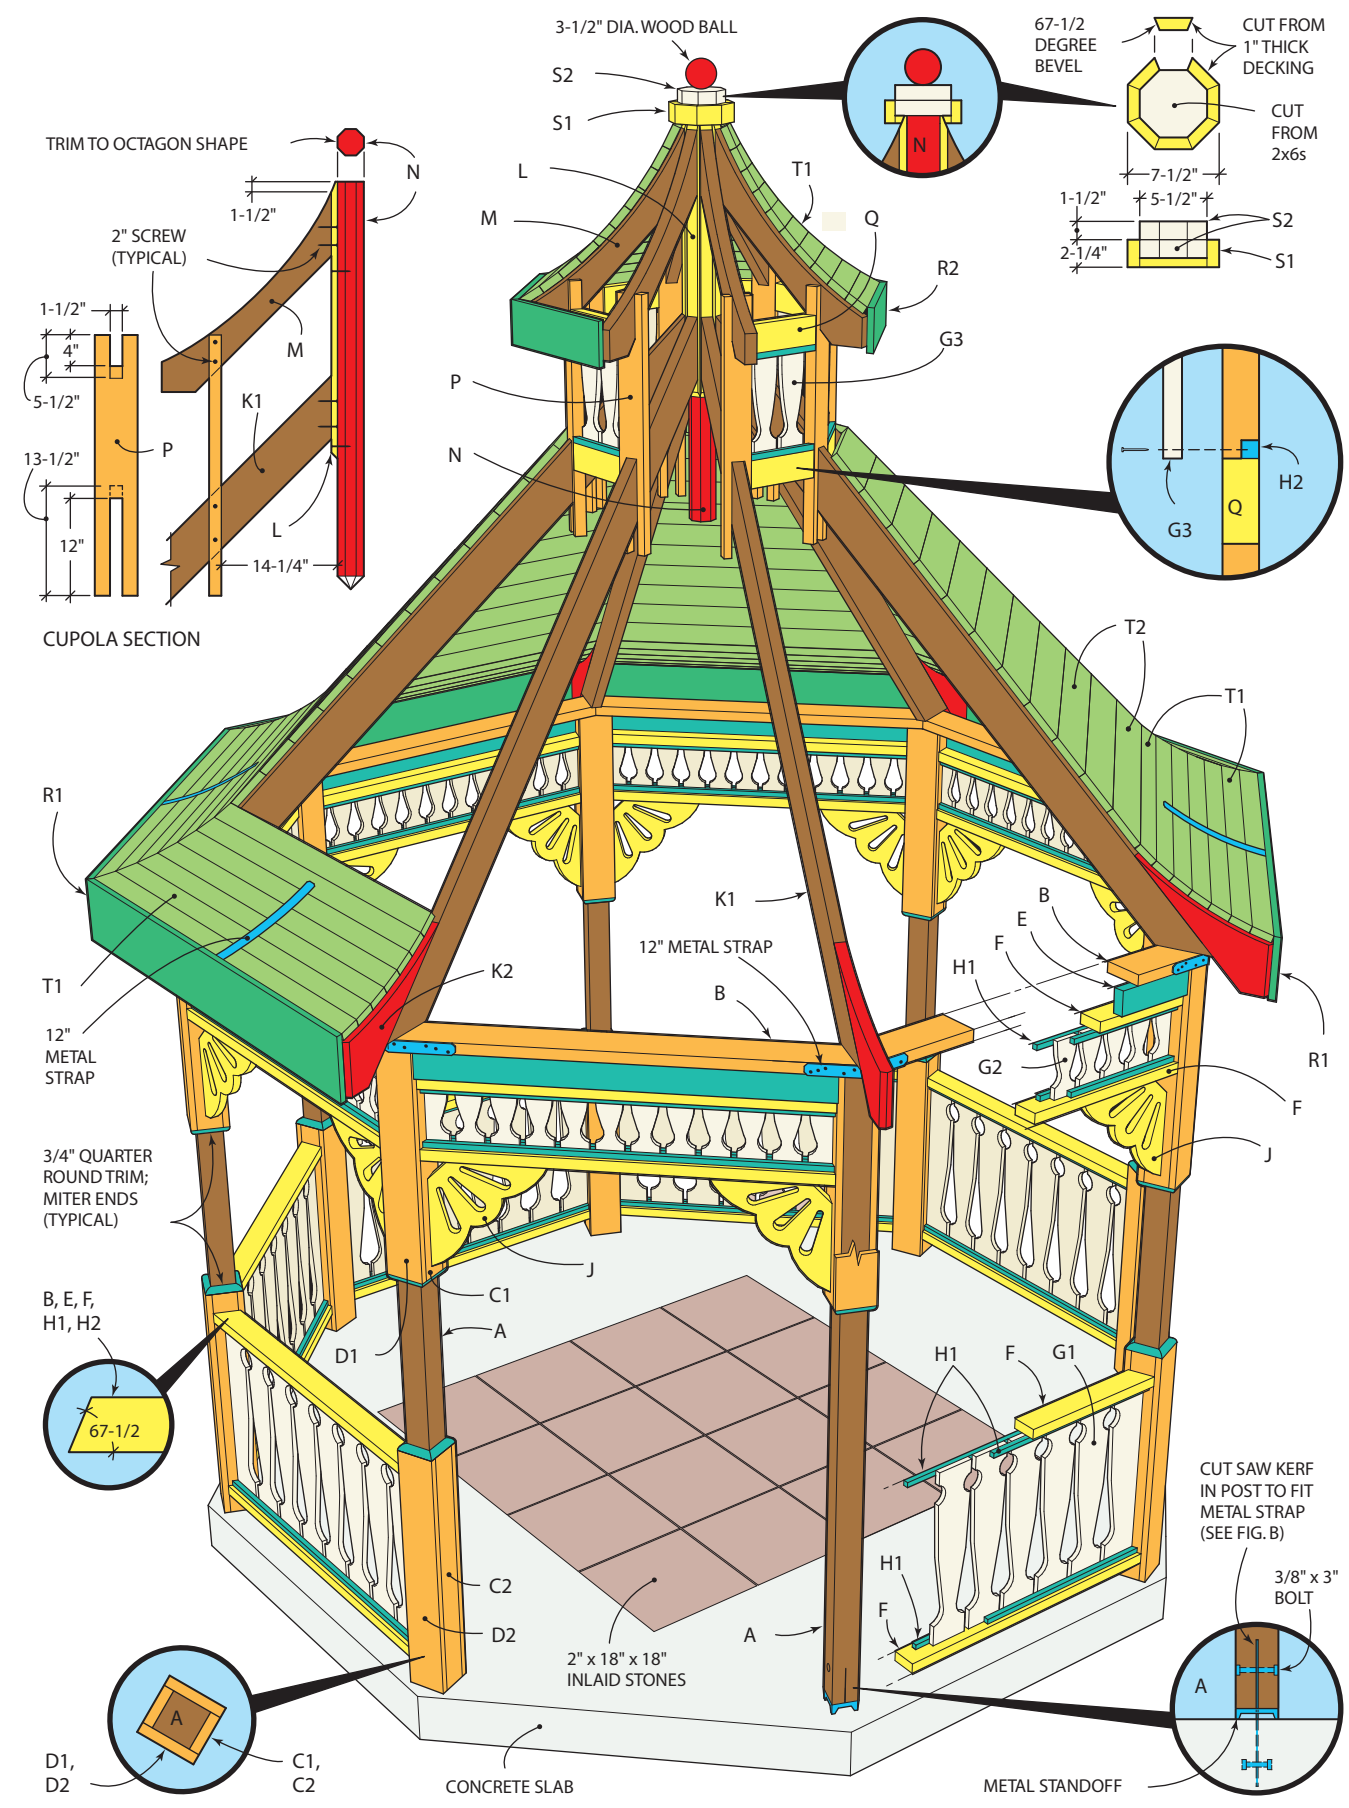 3-1/2" DIA. WOOD BALL
S2
S1
67-1/2
DEGREE
BEVEL
CUT FROM
1" THICK
DECKING
CUT
FROM
2x6s
7-1/2"
5-1/2"
1-1/2"
2-1/4"
S2
S1
N
TRIM TO OCTAGON SHAPE
N
1-1/2"
2" SCREW
(TYPICAL)
1-1/2"
4"
5-1/2"
13-1/2"
12"
P
M
K1
L
14-1/4"
CUPOLA SECTION
L
M
T1
Q
R2
G3
P
N
H2
G3
Q
T2
T1
R1
T1
12"
METAL
STRAP
K2
K1
12" METAL STRAP
B
B
E
F
H1
G2
R1
F
J
3/4" QUARTER
ROUND TRIM;
MITER ENDS
(TYPICAL)
B, E, F,
H1, H2
67-1/2
J
C1
A
D1
H1
F
G1
CUT SAW KERF
IN POST TO FIT
METAL STRAP
(SEE FIG. B)
3/8" x 3"
BOLT
H1
F
C2
D2
A
2" x 18" x 18"
INLAID STONES
A
A
D1,
D2
C1,
C2
CONCRETE SLAB
METAL STANDOFF